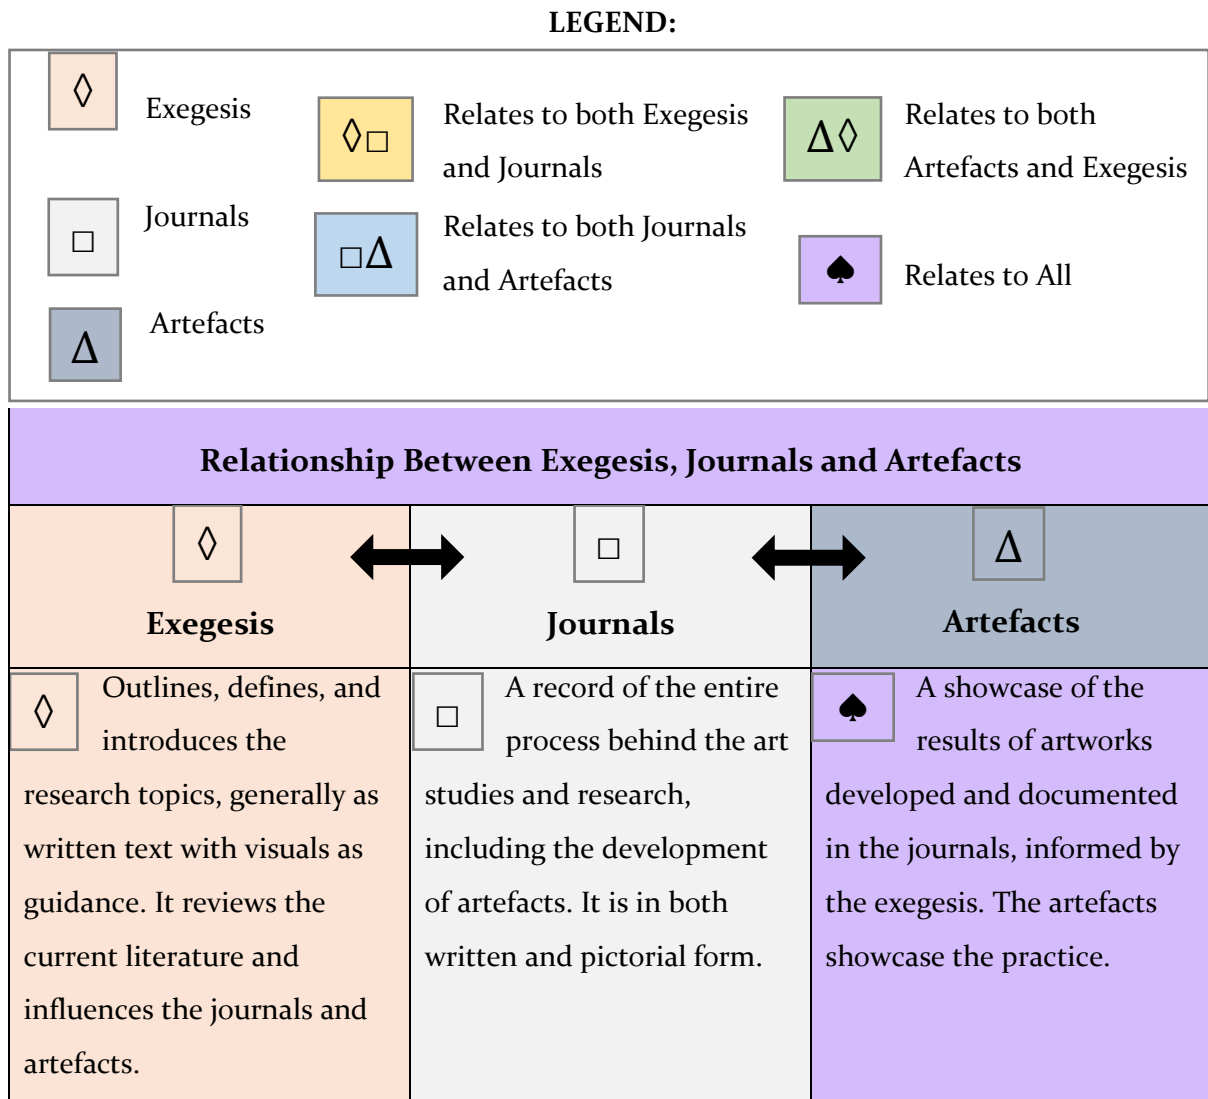 LEGEND:
◊
Exegesis
□
Journals
Δ
Artefacts
◊□
Relates to both Exegesis
and Journals
□Δ
Relates to both Journals
and Artefacts
Δ◊
Relates to both
Artefacts and Exegesis
♠
Relates to All
Relationship Between Exegesis, Journals and Artefacts
◊
Exegesis
□
Journals
Δ
Artefacts
◊ Outlines, defines, and
introduces the
research topics, generally as
written text with visuals as
guidance. It reviews the
current literature and
influences the journals and
artefacts.
□ A record of the entire
process behind the art
studies and research,
including the development
of artefacts. It is in both
written and pictorial form.
♠ A showcase of the
results of artworks
developed and documented
in the journals, informed by
the exegesis. The artefacts
showcase the practice.